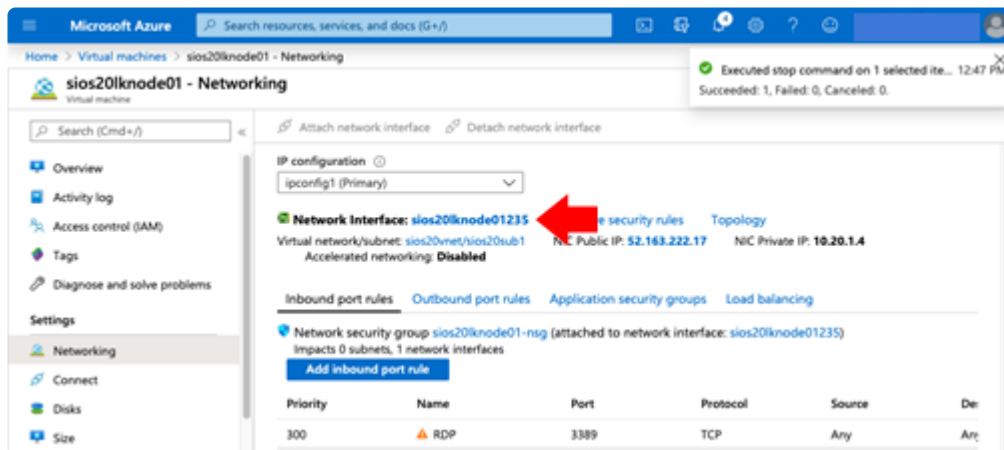 Microsoft Azure
Search resources, services, and docs (G+/)
4
Home > Virtual machines > sios20lknode01 - Networking
sios20lknode01 - Networking
Virtual machine
Executed stop command on 1 selected ite... 12:47 PM
Succeeded: 1, Failed: 0, Canceled: 0.
Search (Cmd+/)
Attach network interface Detach network interface
Overview
Activity log
Access control (IAM)
Tags
Diagnose and solve problems
Settings
Networking
Connect
Disks
Size
IP configuration
ipconfig1 (Primary)
Network Interface: sios20lknode01235 security rules Topology
Virtual network/subnet: sios20vnet/sios20sub1 NIC Public IP: 52.163.222.17 NIC Private IP: 10.20.1.4
Accelerated networking: Disabled
Inbound port rules Outbound port rules Application security groups Load balancing
Network security group sios20lknode01-nsg (attached to network interface: sios20lknode01235)
Impacts 0 subnets, 1 network interfaces
Add inbound port rule
Priority Name Port Protocol Source
300 RDP 3389 TCP Any